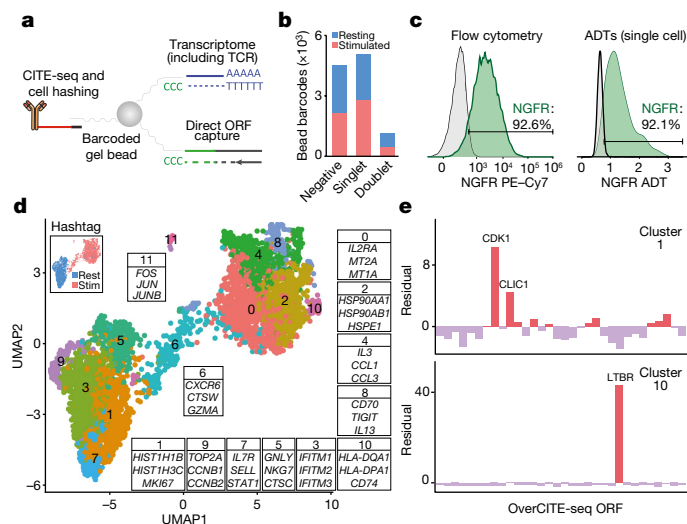 a
CITE-seq and
cell hashing
Barcoded
gel bead
Transcriptome
(including TCR)
AAAAA
CCC
TTTTTT
Direct ORF
capture
CCC
b
Resting
Stimulated
Bead barcodes (×10³)
6
3
0
Negative
Singlet
Doublet
c
Flow cytometry
NGFR:
92.6%
0 10³ 10⁴ 10⁵ 10⁶
NGFR PE–Cy7
ADTs (single cell)
NGFR:
92.1%
0 1 2 3
NGFR ADT
d
Hashtag
Rest
Stim
UMAP2
3
0
−3
−6
−5 0 5
UMAP1
11
4
8
0
2
10
5
6
9
3
1
7
11
FOS
JUN
JUNB
6
CXCR6
CTSW
GZMA
0
IL2RA
MT2A
MT1A
2
HSP90AA1
HSP90AB1
HSPE1
4
IL3
CCL1
CCL3
8
CD70
TIGIT
IL13
1 9 7 5 3 10
HIST1H1B TOP2A IL7R GNLY IFITM1 HLA-DQA1
HIST1H3C CCNB1 SELL NKG7 IFITM2 HLA-DPA1
MKI67 CCNB2 STAT1 CTSC IFITM3 CD74
e
Cluster
1
CDK1
CLIC1
Residual
8
0
Cluster
10
LTBR
Residual
40
0
OverCITE-seq ORF